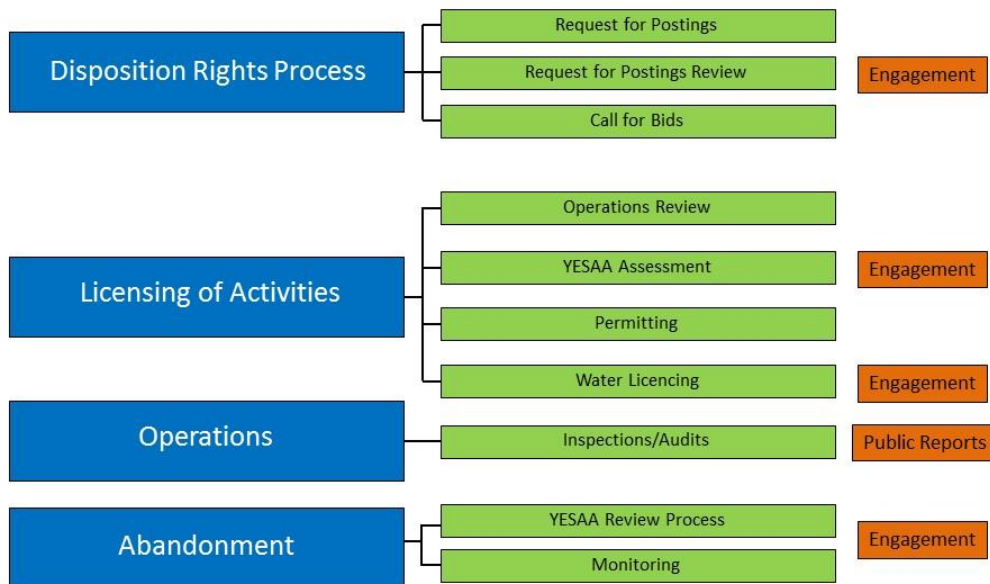 Disposition Rights Process
Request for Postings
Request for Postings Review
Engagement
Call for Bids
Licensing of Activities
Operations Review
YESAA Assessment
Engagement
Permitting
Water Licencing
Engagement
Operations
Inspections/Audits
Public Reports
Abandonment
YESAA Review Process
Engagement
Monitoring